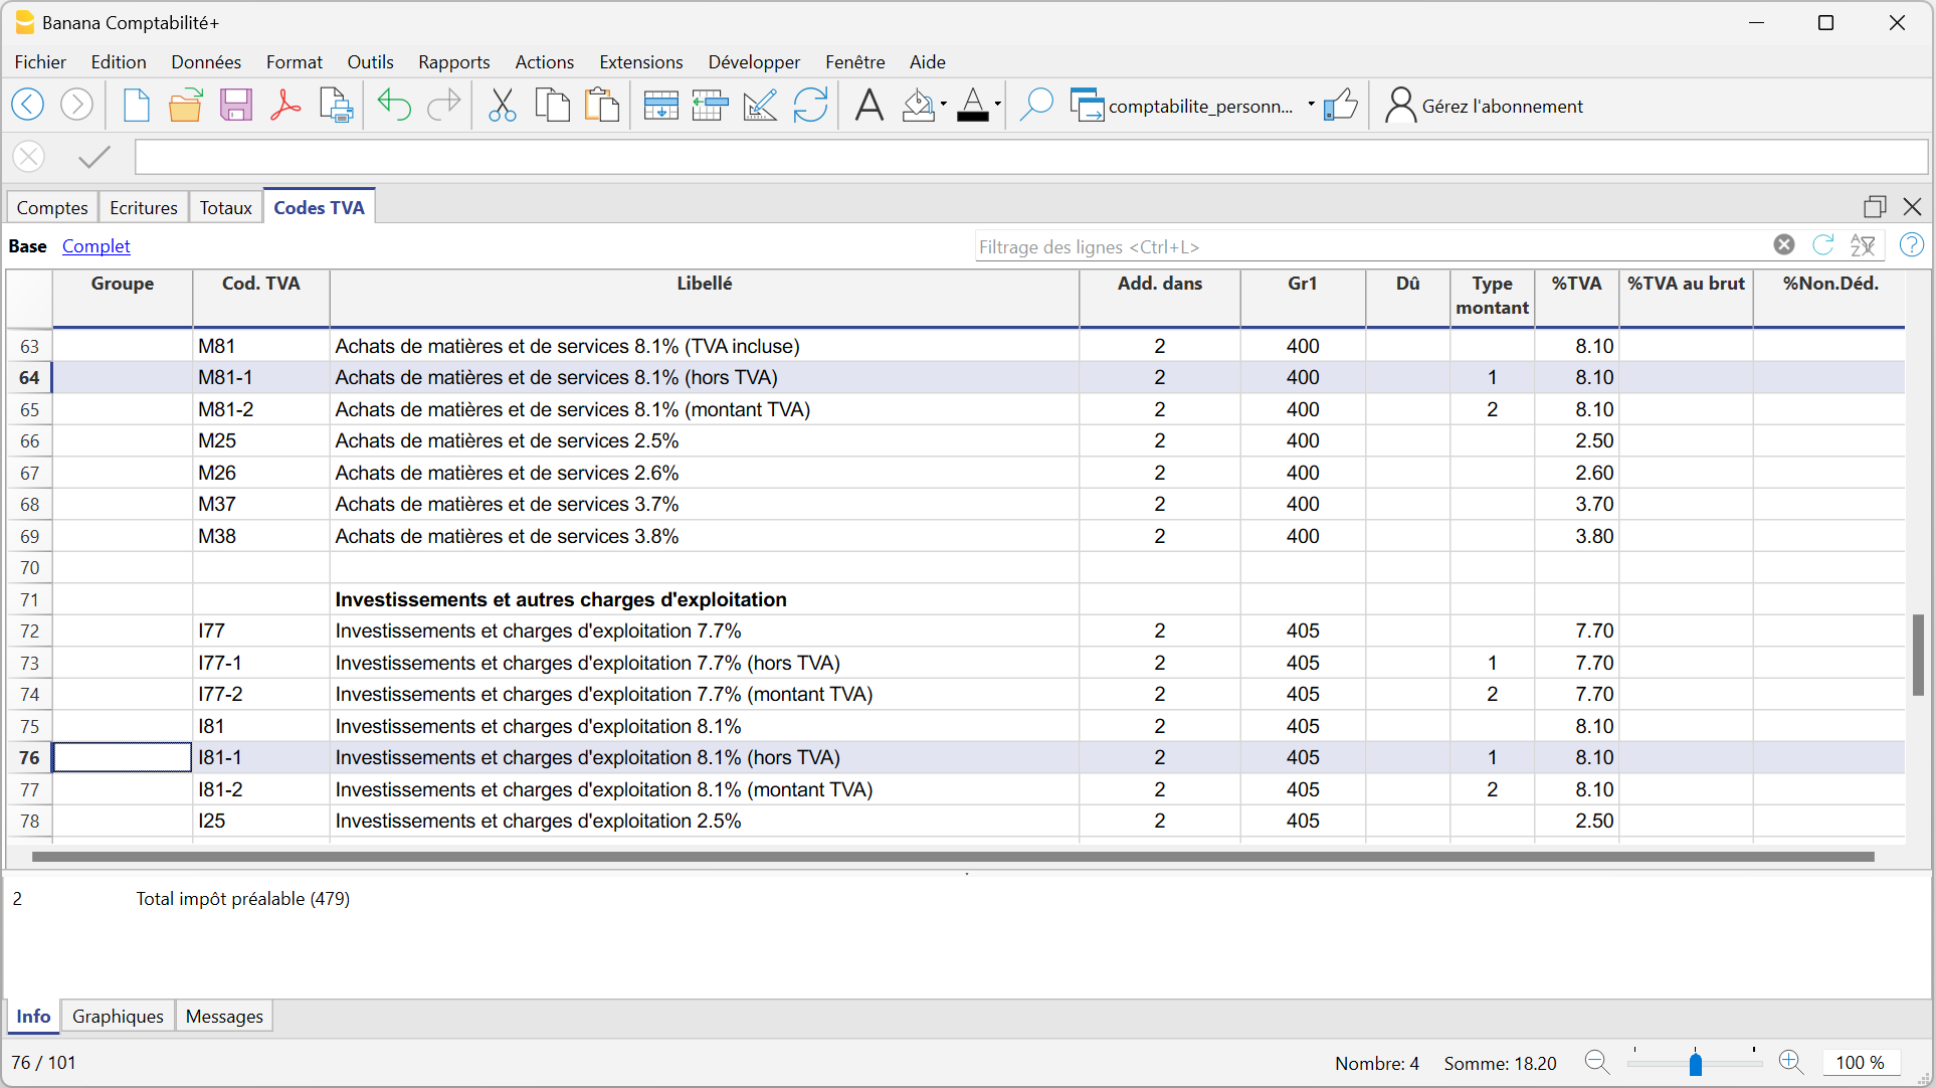 Banana Comptabilité+
Fichier Edition Données Format Outils Rapports Actions Extensions Développer Fenêtre Aide
comptabilite_personn... Gérez l'abonnement
Comptes Ecritures Totaux Codes TVA
Base Complet Filtrage des lignes <Ctrl+L>
Groupe Cod. TVA Libellé Add. dans Gr1 Dû Type montant %TVA %TVA au brut %Non.Déd.
63 M81 Achats de matières et de services 8.1% (TVA incluse) 2 400 8.10
64 M81-1 Achats de matières et de services 8.1% (hors TVA) 2 400 1 8.10
65 M81-2 Achats de matières et de services 8.1% (montant TVA) 2 400 2 8.10
66 M25 Achats de matières et de services 2.5% 2 400 2.50
67 M26 Achats de matières et de services 2.6% 2 400 2.60
68 M37 Achats de matières et de services 3.7% 2 400 3.70
69 M38 Achats de matières et de services 3.8% 2 400 3.80
70
71 Investissements et autres charges d'exploitation
72 I77 Investissements et charges d'exploitation 7.7% 2 405 7.70
73 I77-1 Investissements et charges d'exploitation 7.7% (hors TVA) 2 405 1 7.70
74 I77-2 Investissements et charges d'exploitation 7.7% (montant TVA) 2 405 2 7.70
75 I81 Investissements et charges d'exploitation 8.1% 2 405 8.10
76 I81-1 Investissements et charges d'exploitation 8.1% (hors TVA) 2 405 1 8.10
77 I81-2 Investissements et charges d'exploitation 8.1% (montant TVA) 2 405 2 8.10
78 I25 Investissements et charges d'exploitation 2.5% 2 405 2.50
2 Total impôt préalable (479)
Info Graphiques Messages
76 / 101 Nombre: 4 Somme: 18.20 100 %